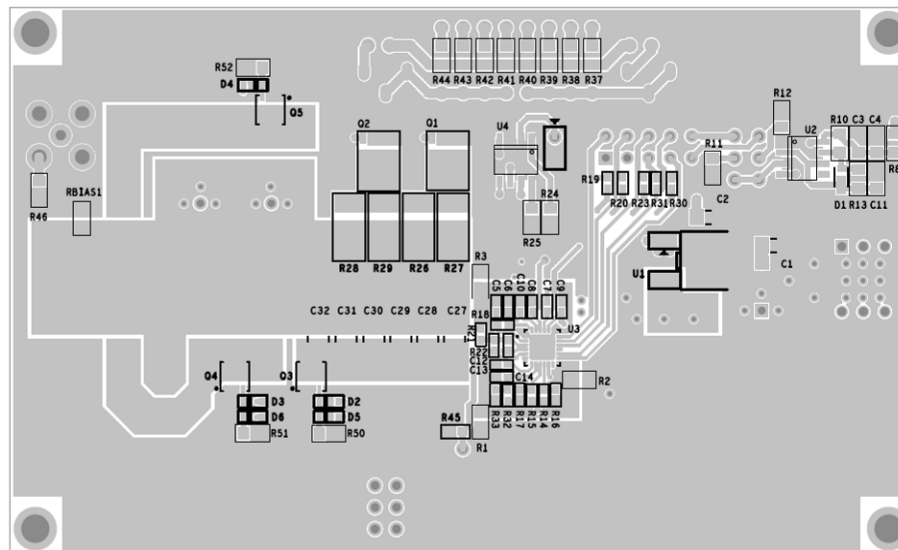 R52
D4
Q5
R44 R43 R42 R41 R40 R39 R38 R37
Q2 Q1
U4
R12
R11
U2
R10 C3 C4
R8
R46
RBIAS1
R19 R20 R23 R31 R30
D1 R13 C11
C2
R24
R25
R28 R29 R26 R27
R3
U1
C1
C5 C6 C10 C8 C7 C9
C32 C31 C30 C29 C28 C27
R18
R21
U3
R22
C12
C13
C14
R2
Q4 Q3
D3 D2
D6 D5
R51 R50
R45
R1
R33 R32 R17 R15 R14 R16